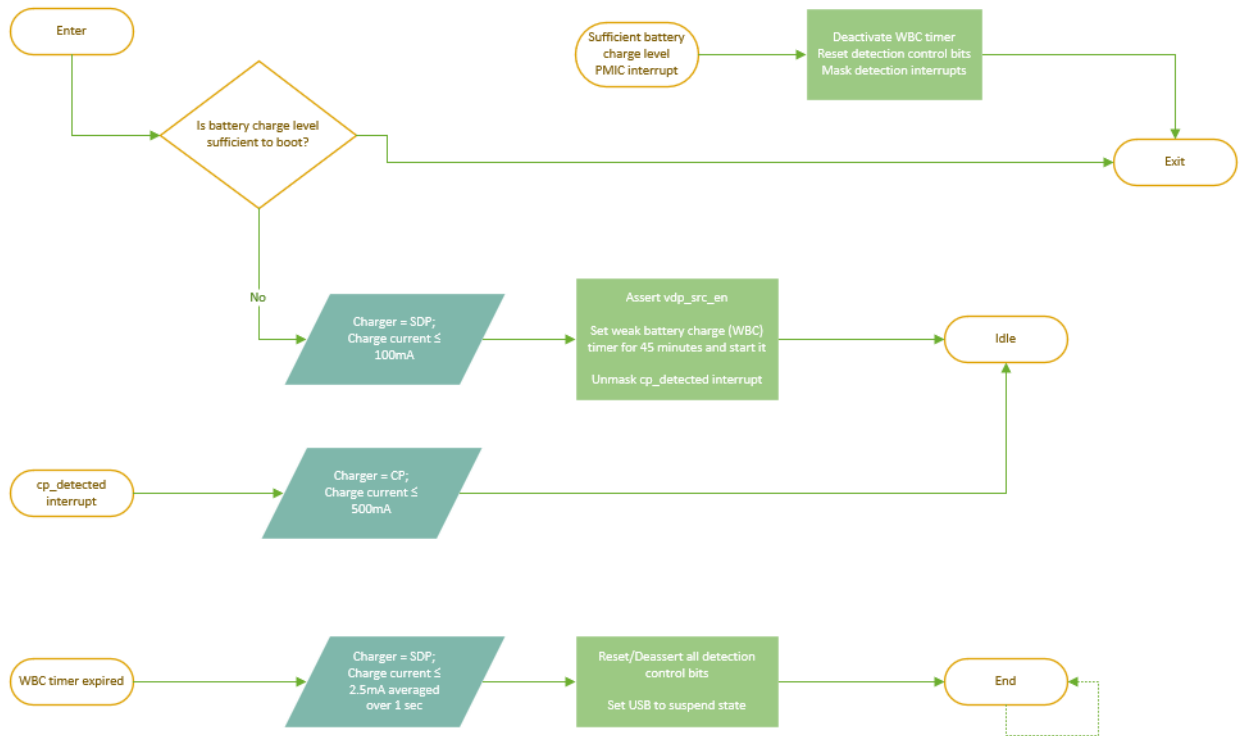 Enter
Sufficient battery
charge level
PMIC interrupt
Deactivate WBC timer
Reset detection control bits
Mask detection interrupts
Is battery charge level
sufficient to boot?
Exit
No
Charger = SDP;
Charge current ≤
100mA
Assert vdp_src_en
Set weak battery charge (WBC)
timer for 45 minutes and start it
Unmask cp_detected interrupt
Idle
cp_detected
interrupt
Charger = CP;
Charge current ≤
500mA
WBC timer expired
Charger = SDP;
Charge current ≤
2.5mA averaged
over 1 sec
Reset/Deassert all detection
control bits
Set USB to suspend state
End